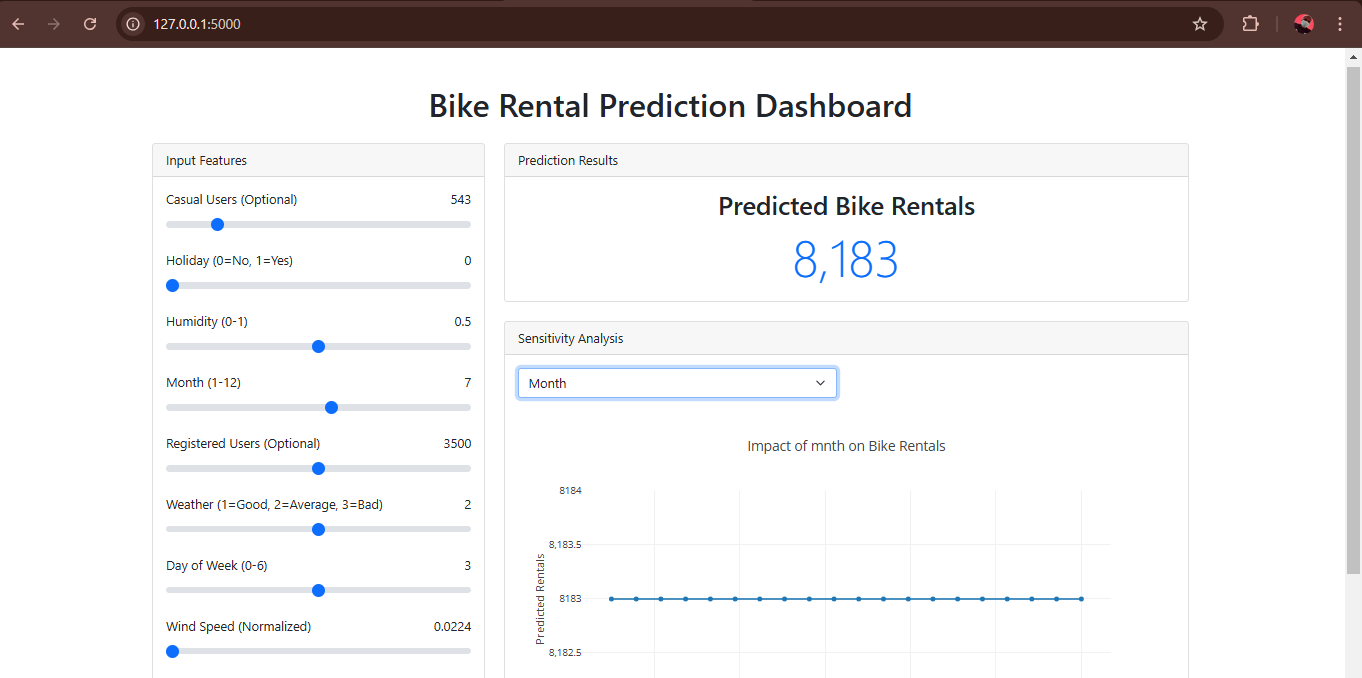 127.0.0.1:5000
Bike Rental Prediction Dashboard
Input Features
Casual Users (Optional) 543
Holiday (0=No, 1=Yes) 0
Humidity (0-1) 0.5
Month (1-12) 7
Registered Users (Optional) 3500
Weather (1=Good, 2=Average, 3=Bad) 2
Day of Week (0-6) 3
Wind Speed (Normalized) 0.0224
Prediction Results
Predicted Bike Rentals
8,183
Sensitivity Analysis
Month
Impact of mnth on Bike Rentals
8184
8,183.5
8183
8,182.5
Predicted Rentals